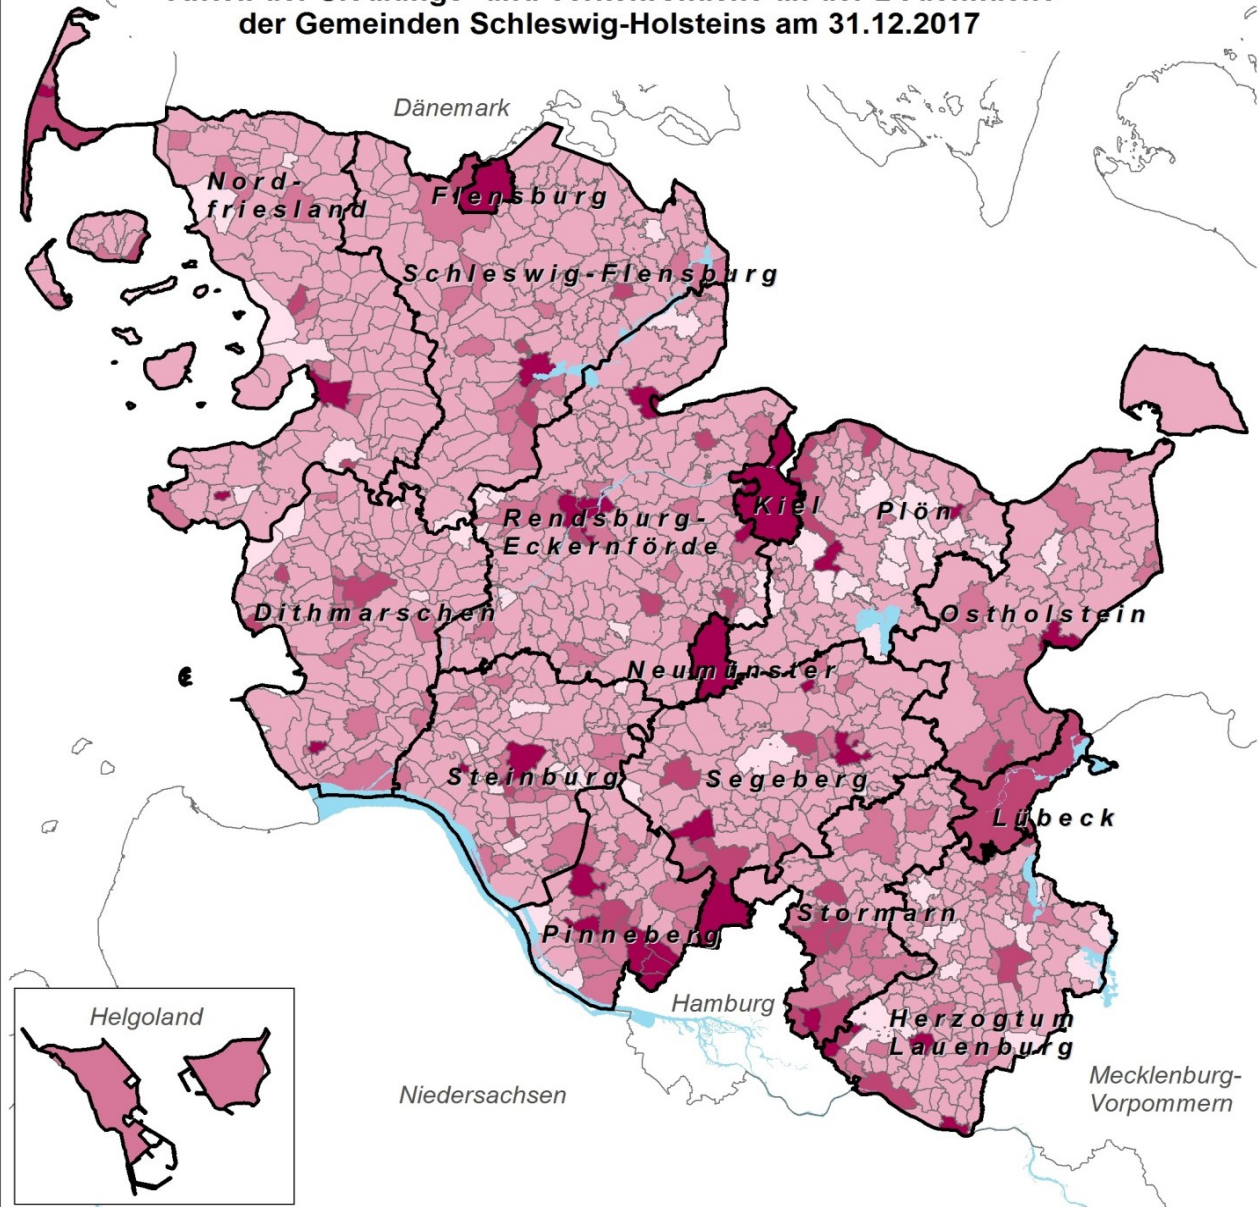 der Gemeinden Schleswig-Holsteins am 31.12.2017
Dänemark
Nord-
friesland
Flensburg
Schleswig-Flensburg
Kiel
Plön
Rendsburg-
Eckernförde
Dithmarschen
Ostholstein
Neumünster
Steinburg
Segeberg
Lübeck
Stormarn
Pinneberg
Hamburg
Helgoland
Herzogtum
Lauenburg
Niedersachsen
Mecklenburg-
Vorpommern